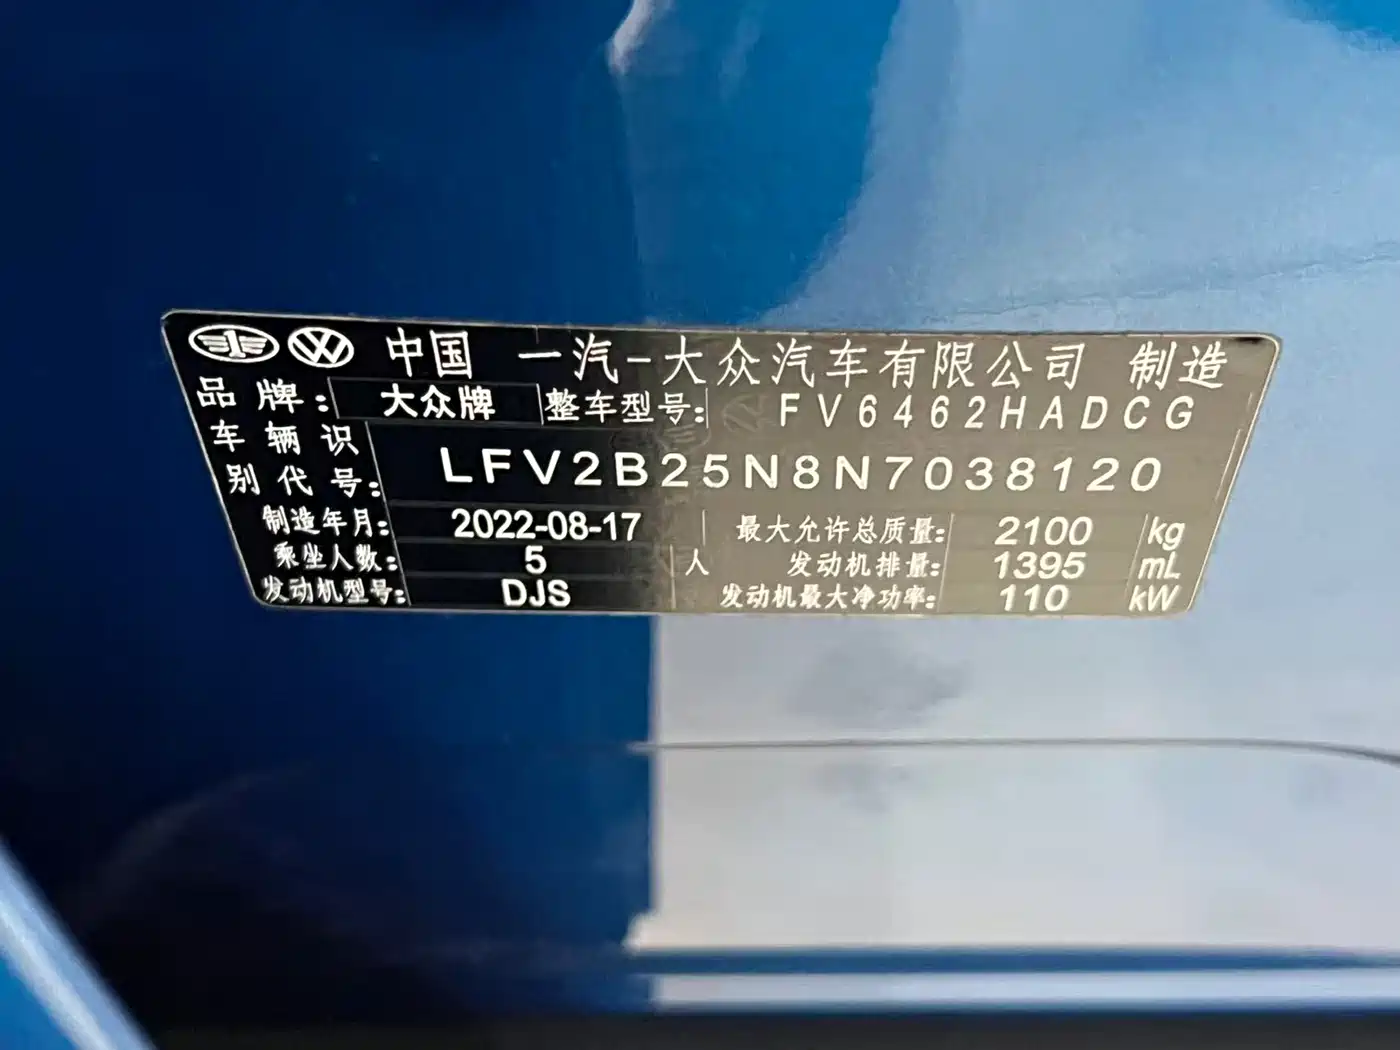 中国 一汽-大众汽车有限公司 制造
品牌: 大众牌 整车型号: FV6462HADCG
车辆识别代号: LFV2B25N8N7038120
制造年月: 2022-08-17 最大允许总质量: 2100 kg
乘坐人数: 5 人 发动机排量: 1395 mL
发动机型号: DJS 发动机最大净功率: 110 kW